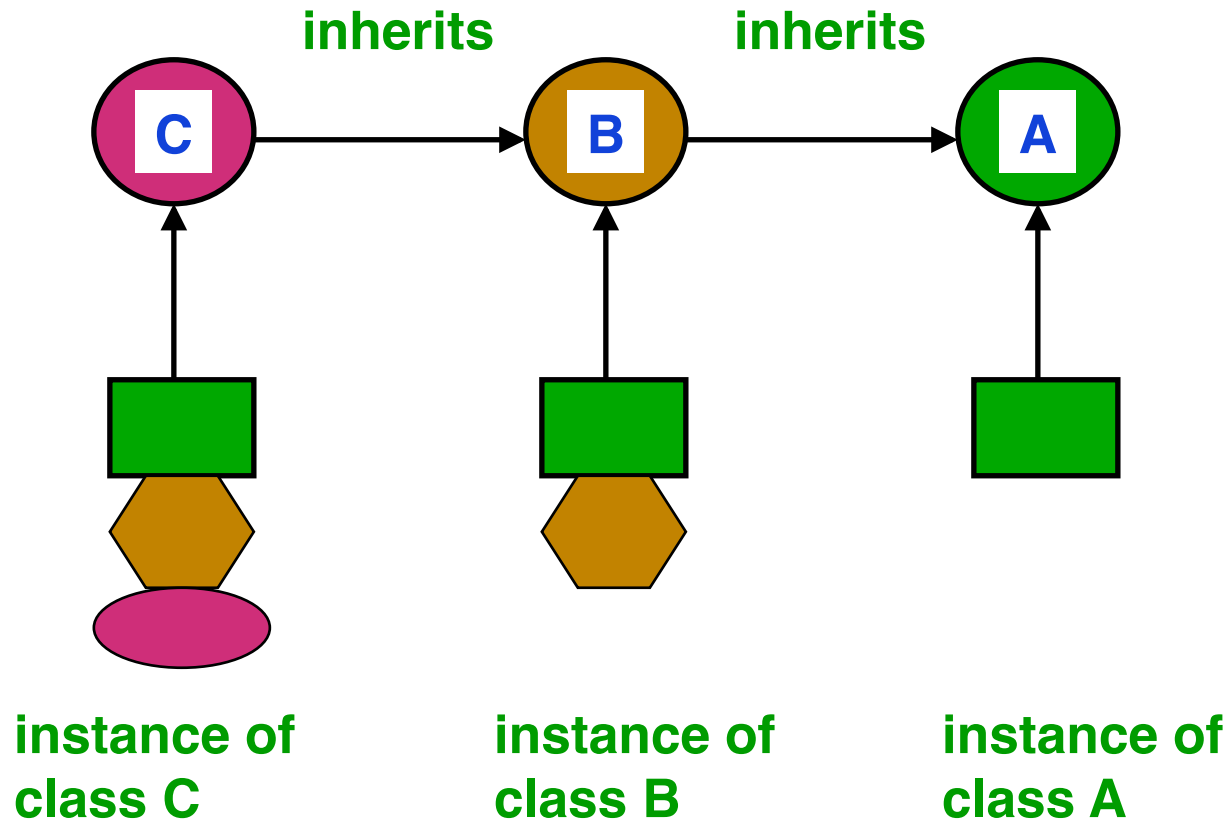 inherits
inherits
C
B
A
instance of
class C
instance of
class B
instance of
class A